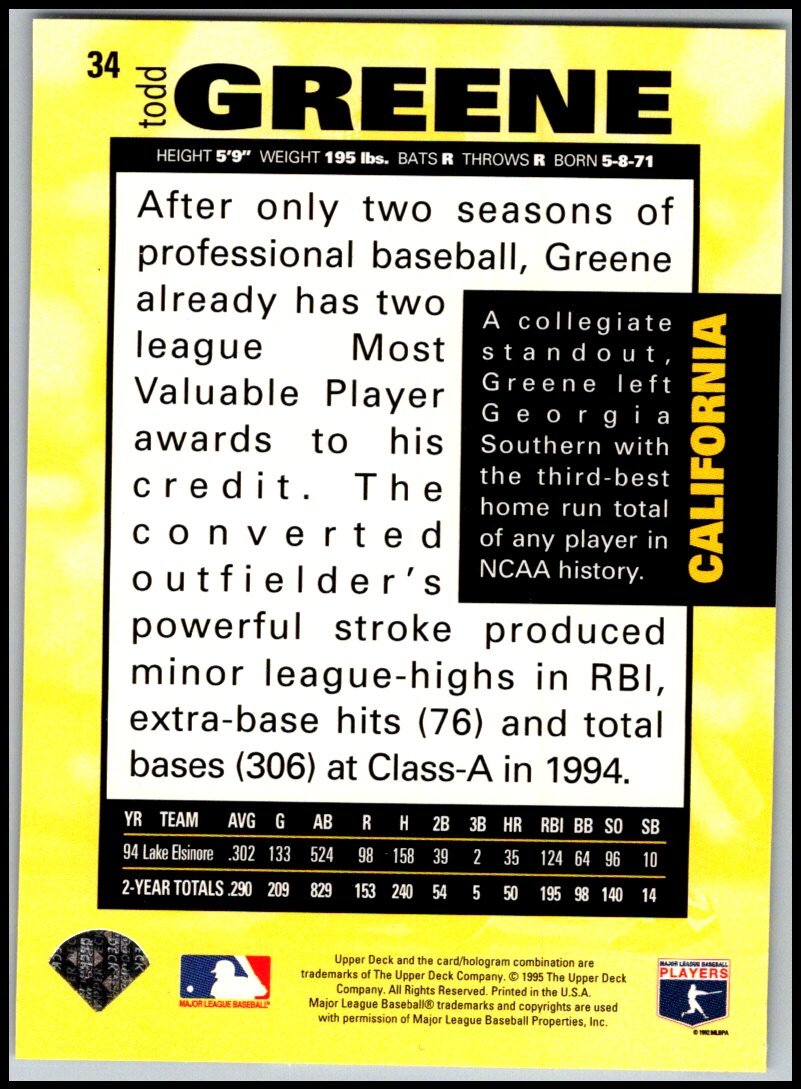 34
todd
GREENE
HEIGHT 5'9" WEIGHT 195 lbs. BATS R THROWS R BORN 5-8-71
After only two seasons of
professional baseball, Greene
already has two
league Most
Valuable Player
awards to his
credit. The
converted
outfielder's
powerful stroke produced
minor league-highs in RBI,
extra-base hits (76) and total
bases (306) at Class-A in 1994.
A collegiate
standout,
Greene left
Georgia
Southern with
the third-best
home run total
of any player in
NCAA history.
CALIFORNIA
YR TEAM AVG G AB R H 2B 3B HR RBI BB SO SB
94 Lake Elsinore .302 133 524 98 158 39 2 35 124 64 96 10
2-YEAR TOTALS .290 209 829 153 240 54 5 50 195 98 140 14
MAJOR LEAGUE BASEBALL
Upper Deck and the card/hologram combination are
trademarks of The Upper Deck Company. © 1995 The Upper Deck
Company. All Rights Reserved. Printed in the U.S.A.
Major League Baseball® trademarks and copyrights are used
with permission of Major League Baseball Properties, Inc.
MAJOR LEAGUE BASEBALL
PLAYERS
© 1992 MLBPA